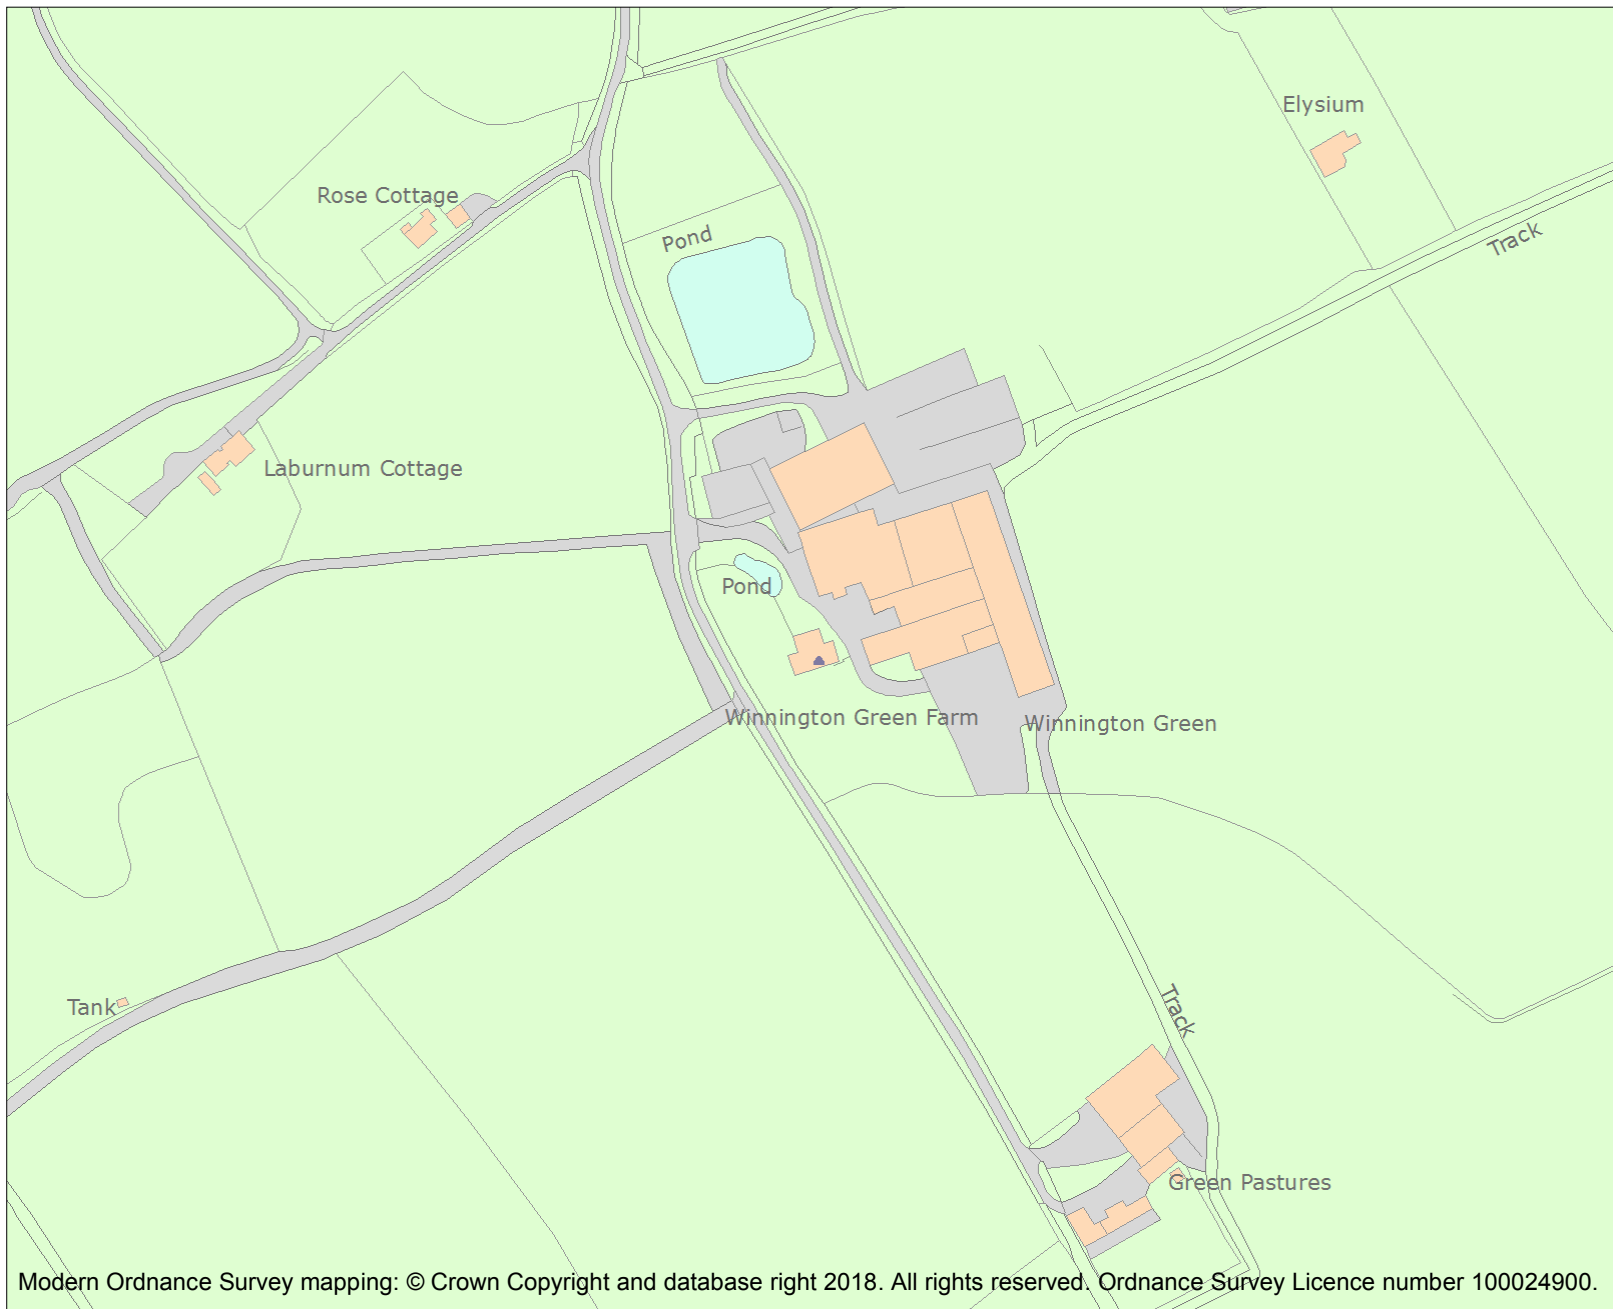 Elysium
Rose Cottage
Pond
Track
Laburnum Cottage
Pond
Winnington Green Farm
Winnington Green
Tank
Track
Green Pastures
Modern Ordnance Survey mapping: © Crown Copyright and database right 2018. All rights reserved. Ordnance Survey Licence number 100024900.